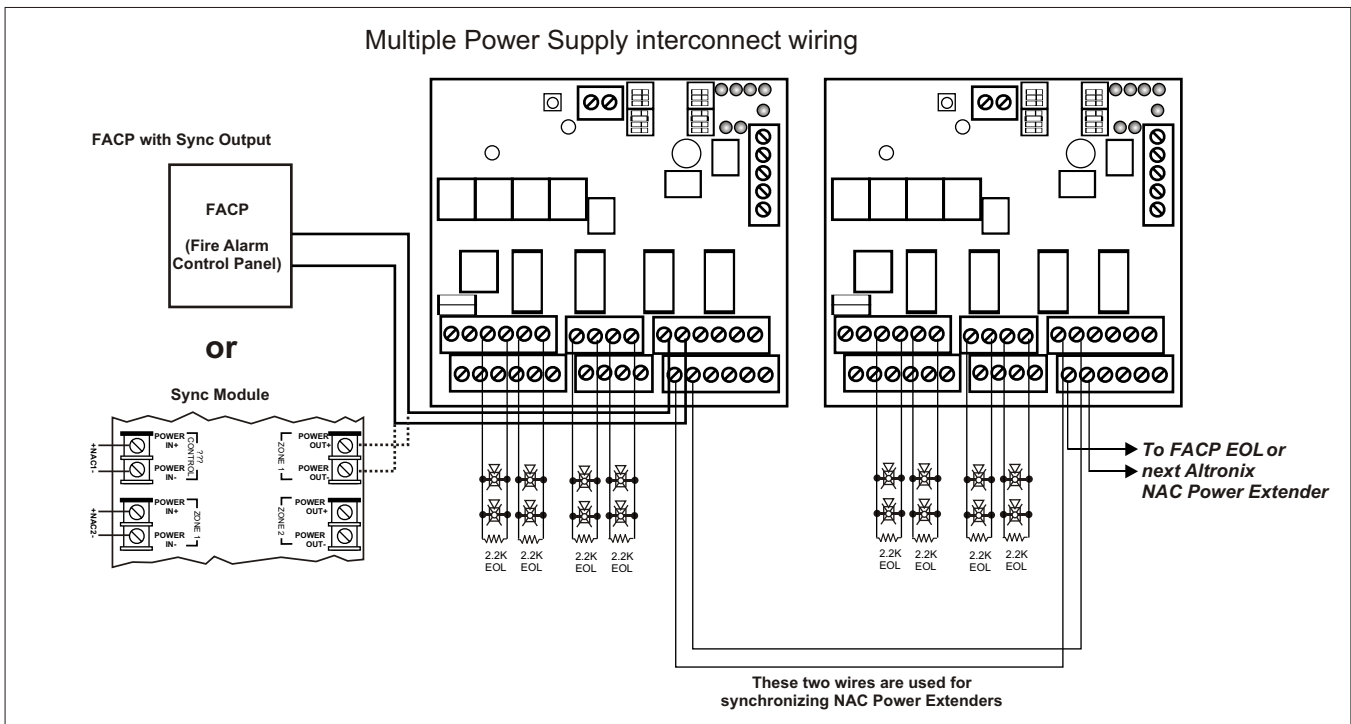 Multiple Power Supply interconnect wiring
FACP with Sync Output
FACP
(Fire Alarm
Control Panel)
or
Sync Module
+NAC1-
POWER
IN+
POWER
IN-
???
CONTROL
ZONE 1
POWER
OUT+
POWER
OUT-
+NAC2-
POWER
IN+
POWER
IN-
ZONE 1
ZONE 2
POWER
OUT+
POWER
OUT-
2.2K
EOL
2.2K
EOL
2.2K
EOL
2.2K
EOL
2.2K
EOL
2.2K
EOL
2.2K
EOL
2.2K
EOL
To FACP EOL or
next Altronix
NAC Power Extender
These two wires are used for
synchronizing NAC Power Extenders